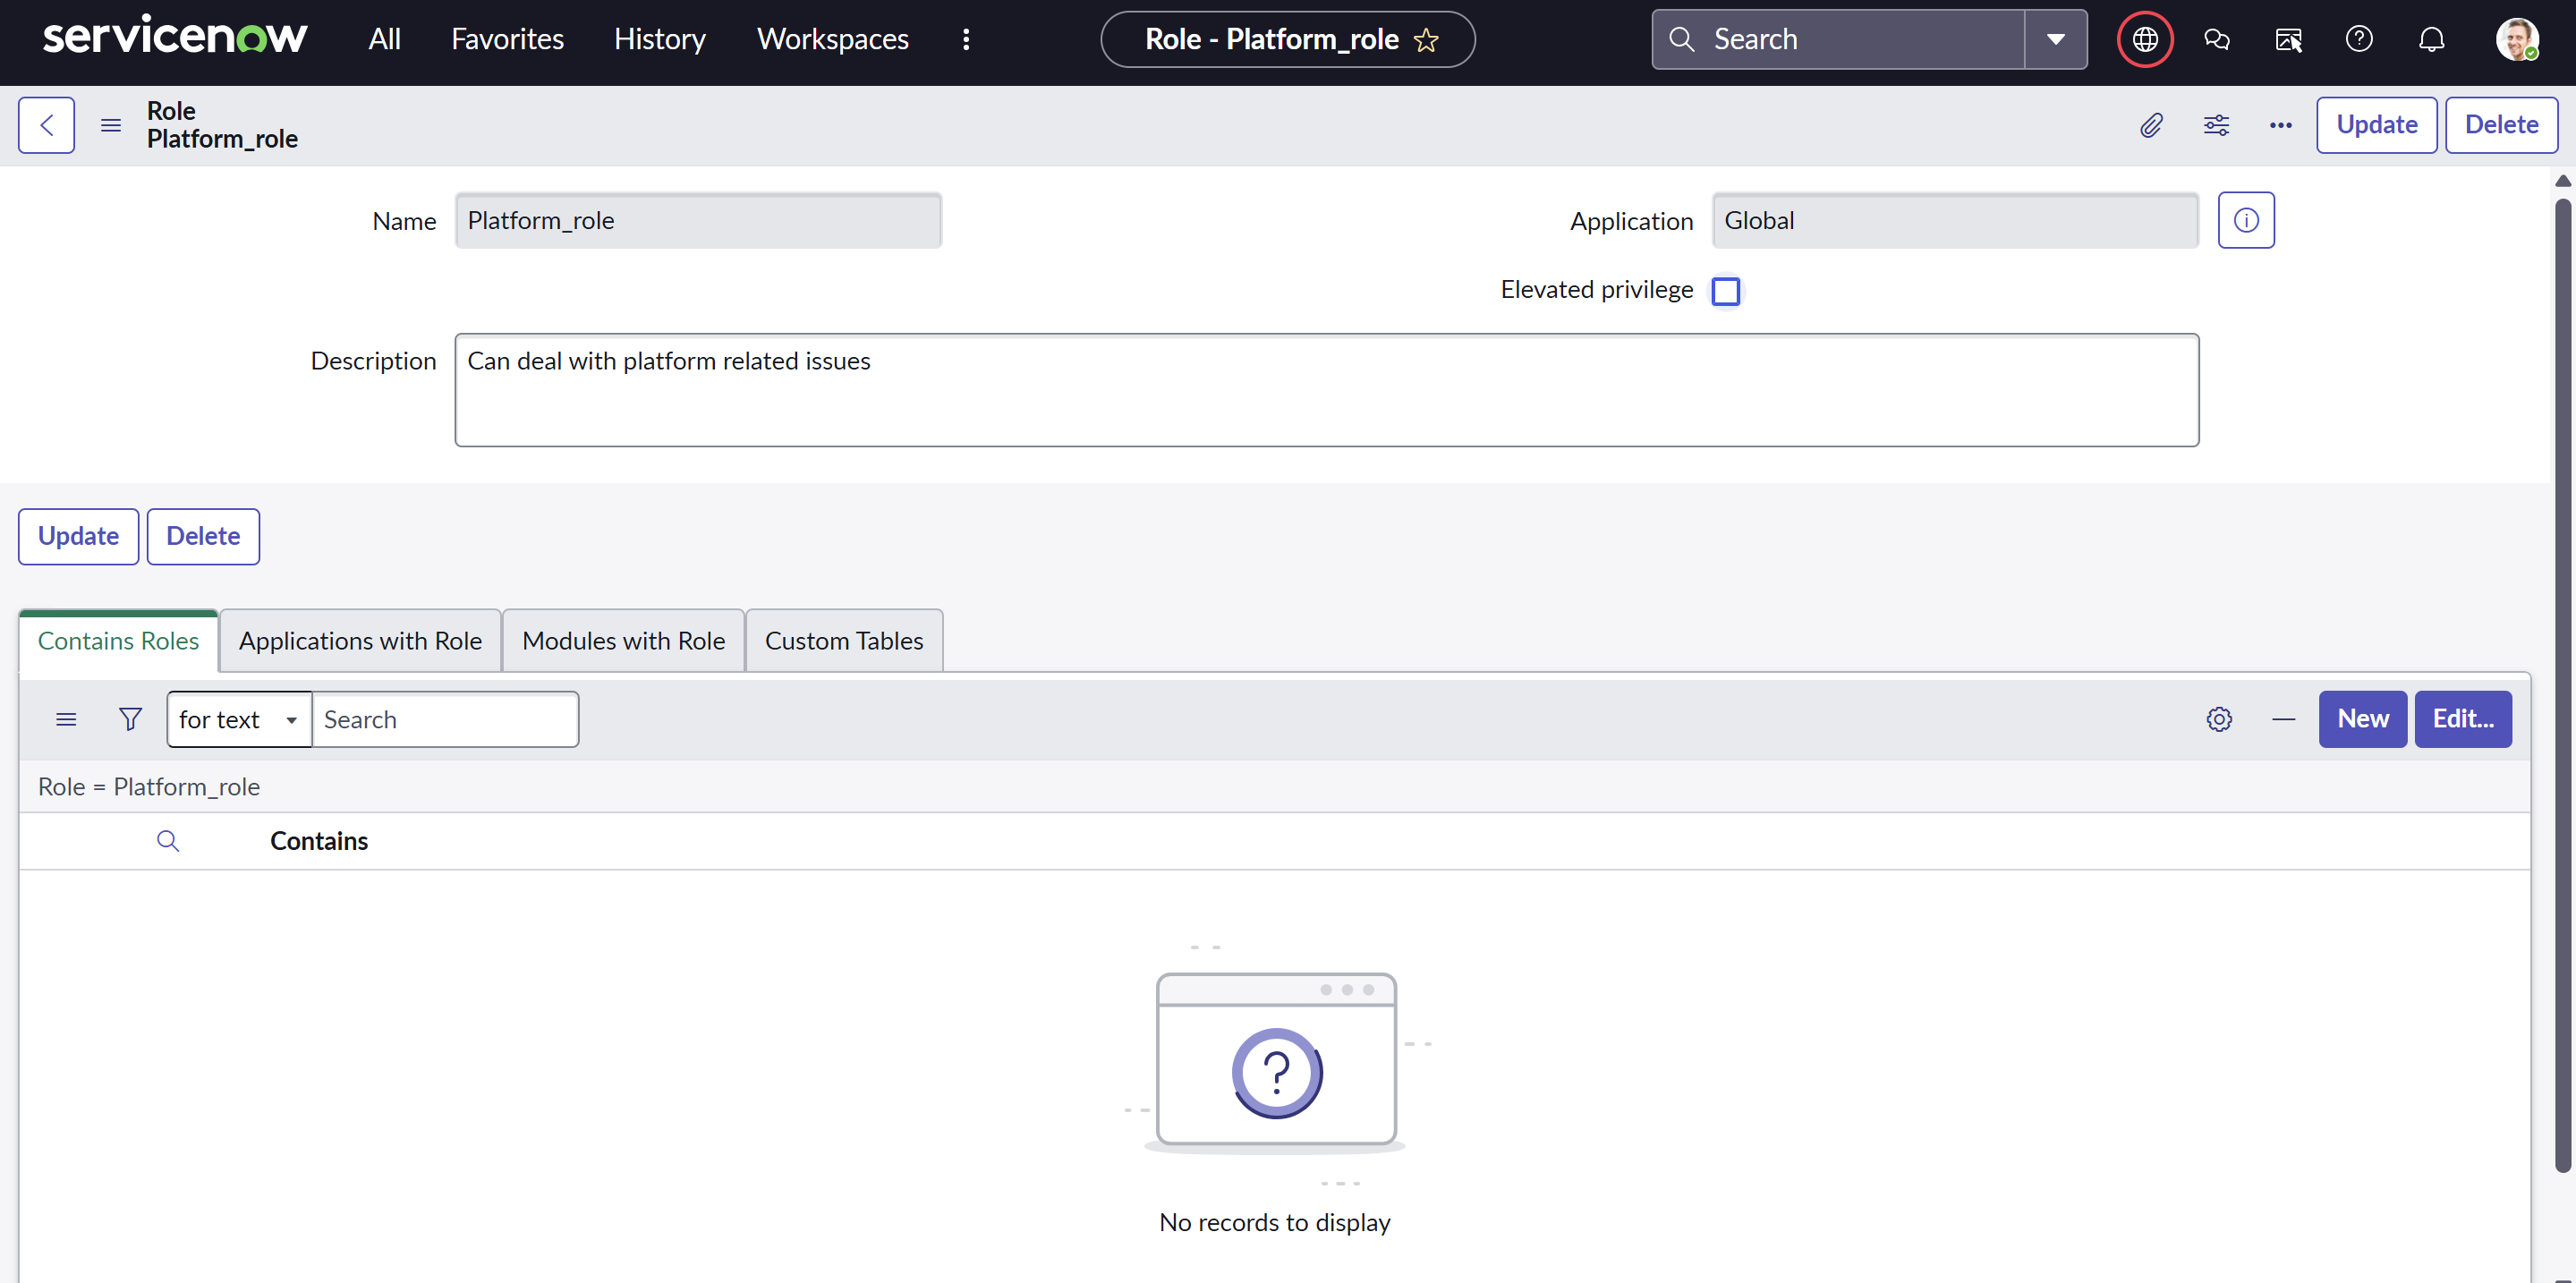 servicenow All Favorites History Workspaces Role - Platform_role Search
Role
Platform_role
Update Delete
Name Platform_role Application Global
Elevated privilege
Description Can deal with platform related issues
Update Delete
Contains Roles Applications with Role Modules with Role Custom Tables
for text Search New Edit...
Role = Platform_role
Contains
No records to display